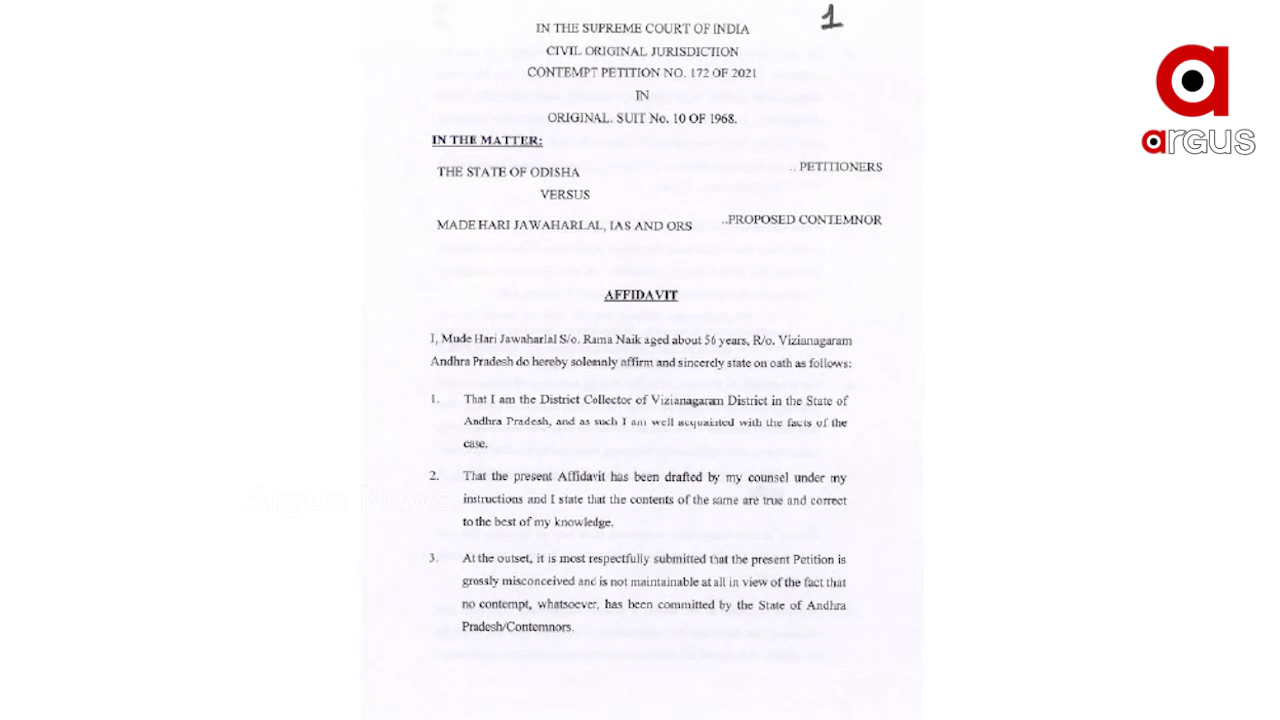 1
IN THE SUPREME COURT OF INDIA
CIVIL ORIGINAL JURISDICTION
CONTEMPT PETITION NO. 172 OF 2021
IN
ORIGINAL. SUIT No. 10 OF 1968.
IN THE MATTER:
THE STATE OF ODISHA .. PETITIONERS
VERSUS
MADE HARI JAWAHARLAL, IAS AND ORS ..PROPOSED CONTEMNOR
AFFIDAVIT
I, Mude Hari Jawaharlal S/o. Rama Naik aged about 56 years, R/o. Vizianagaram
Andhra Pradesh do hereby solemnly affirm and sincerely state on oath as follows:
1. That I am the District Collector of Vizianagaram District in the State of
Andhra Pradesh, and as such I am well acquainted with the facts of the
case.
2. That the present Affidavit has been drafted by my counsel under my
instructions and I state that the contents of the same are true and correct
to the best of my knowledge.
3. At the outset, it is most respectfully submitted that the present Petition is
grossly misconceived and is not maintainable at all in view of the fact that
no contempt, whatsoever, has been committed by the State of Andhra
Pradesh/Contemnors.
argus
Argus News